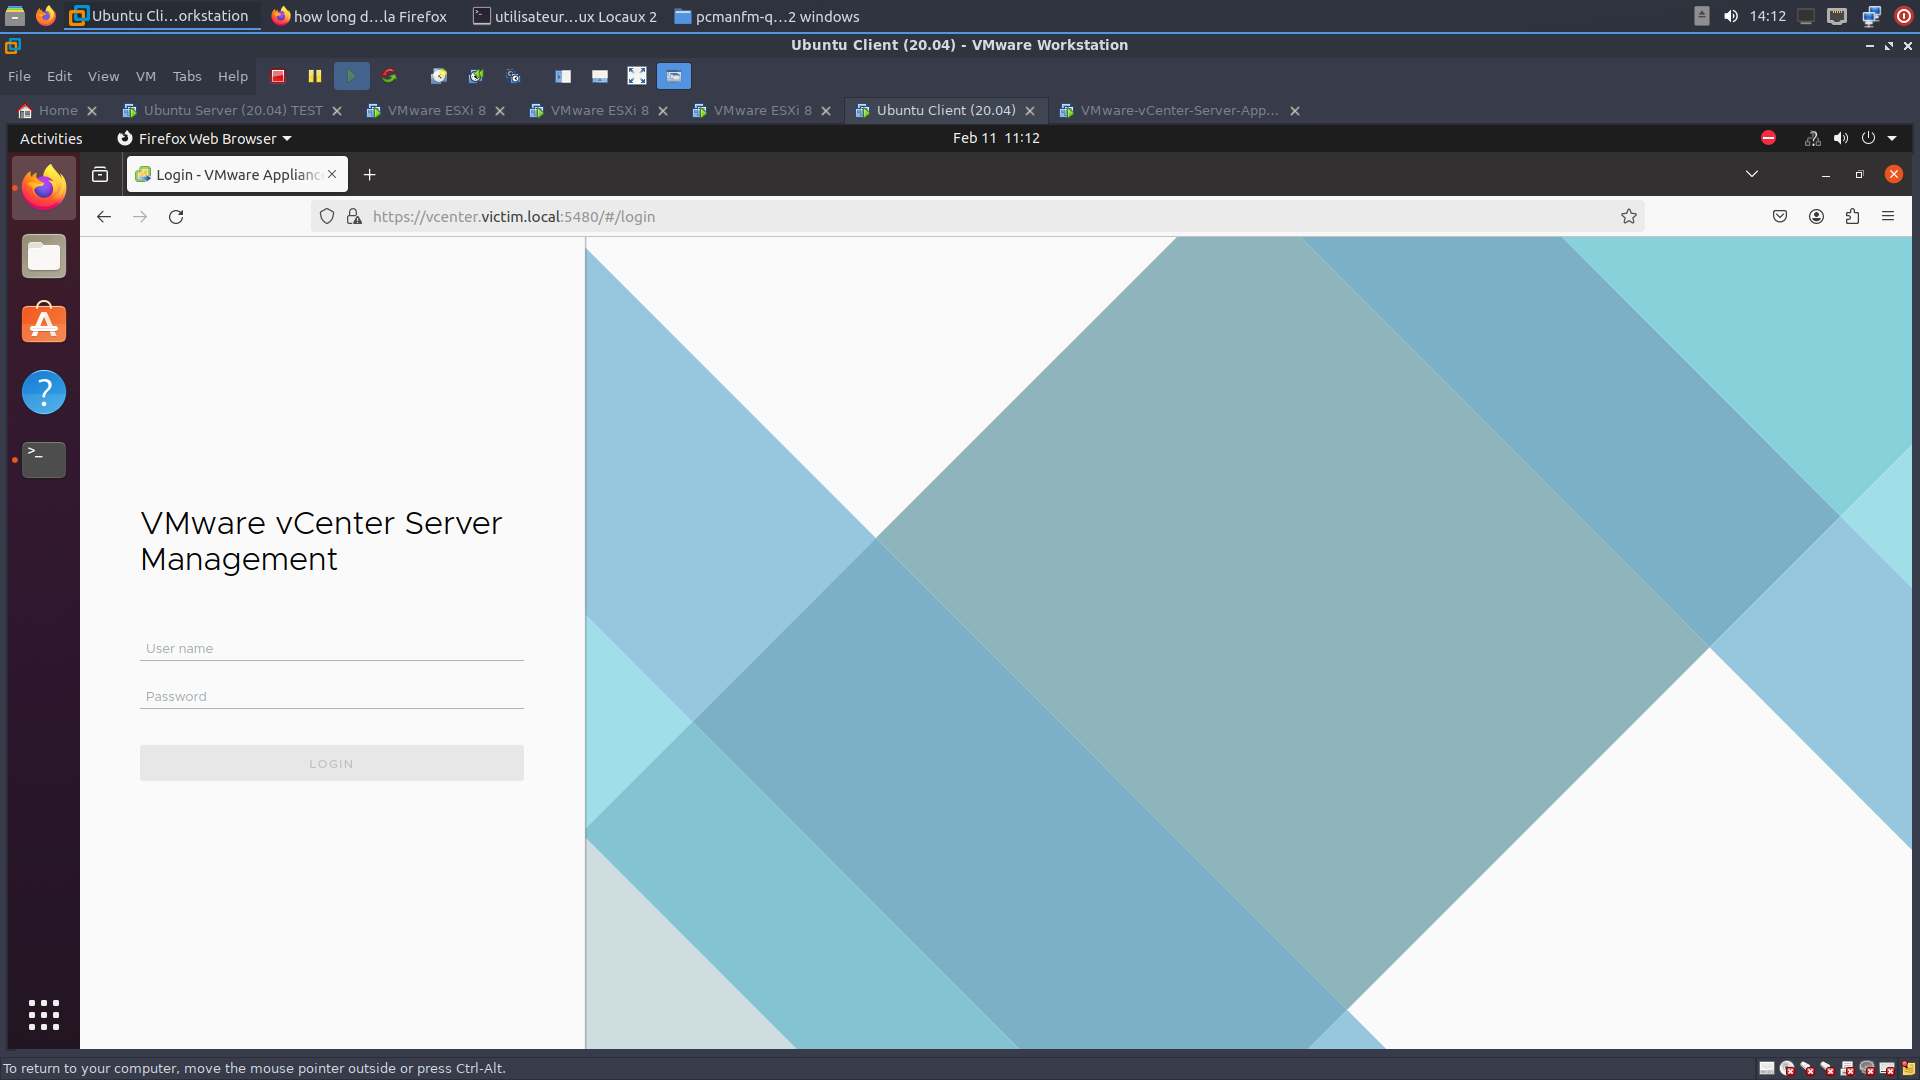 Ubuntu Cli...orkstation
how long d...la Firefox
utilisateur...ux Locaux 2
pcmanfm-q...2 windows
14:12
Ubuntu Client (20.04) - VMware Workstation
File Edit View VM Tabs Help
Home
Ubuntu Server (20.04) TEST
VMware ESXi 8
VMware ESXi 8
VMware ESXi 8
Ubuntu Client (20.04)
VMware-vCenter-Server-App...
Activities
Firefox Web Browser
Feb 11 11:12
Login - VMware Applianc
https://vcenter.victim.local:5480/#/login
VMware vCenter Server
Management
User name
Password
LOGIN
To return to your computer, move the mouse pointer outside or press Ctrl-Alt.